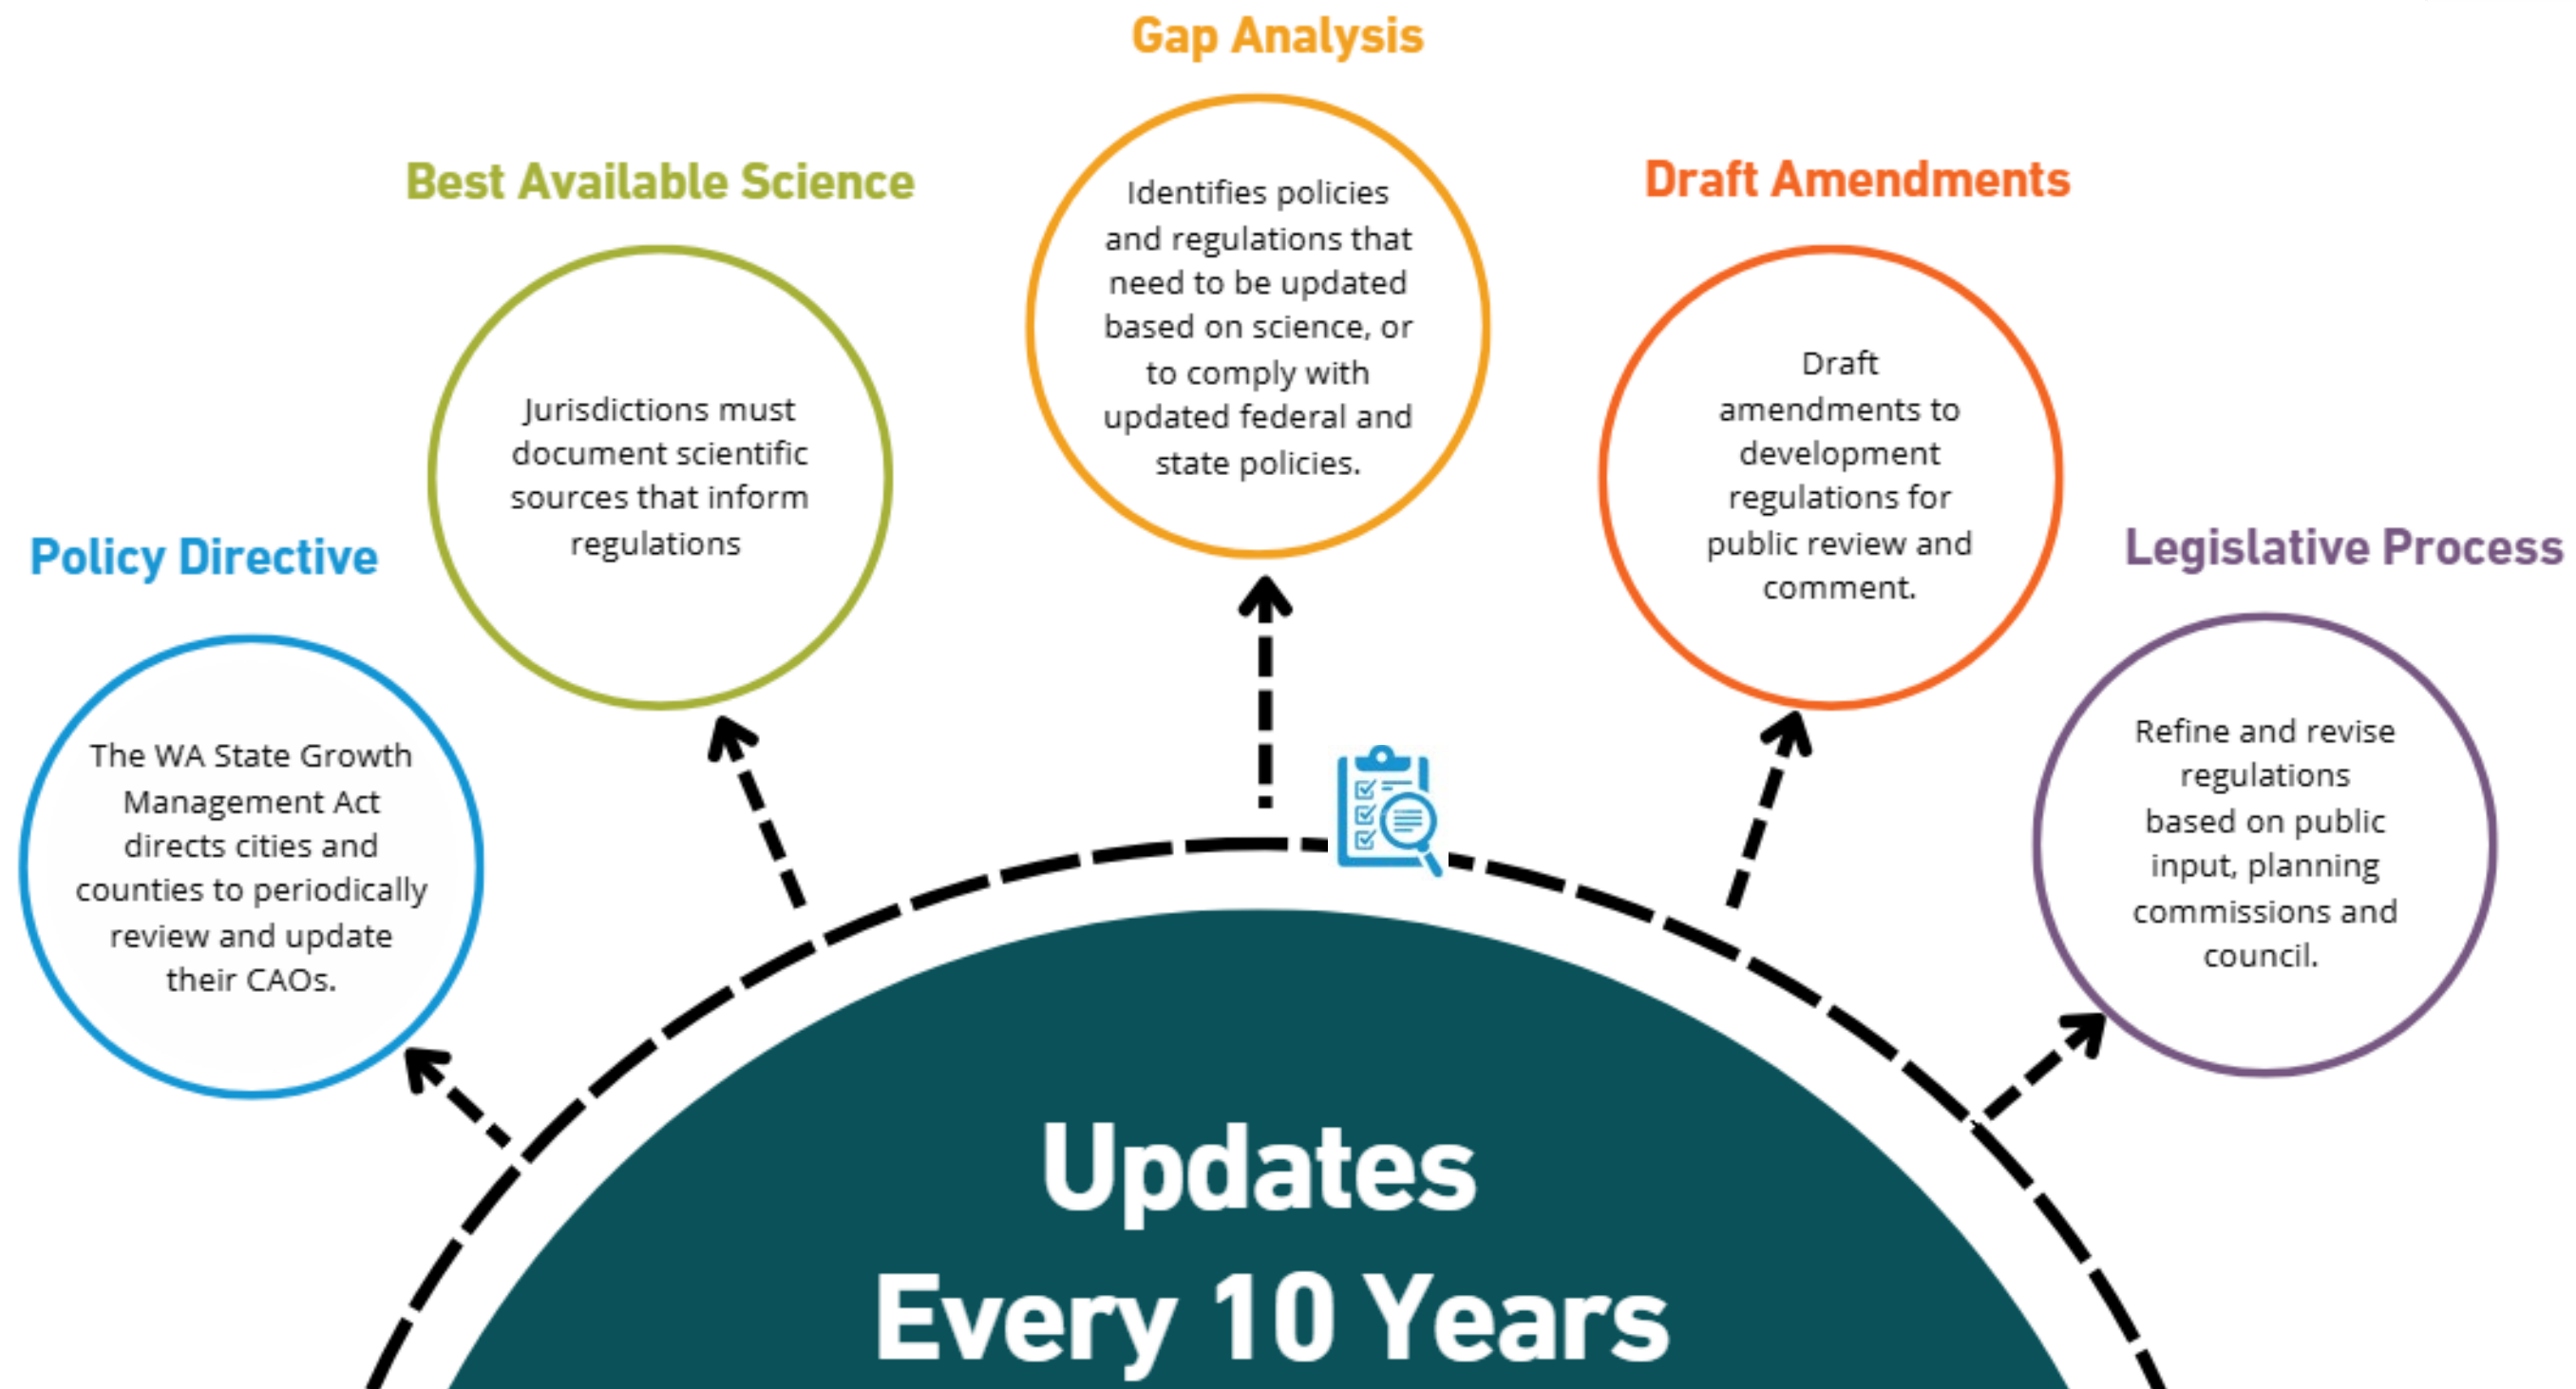 Policy Directive
The WA State Growth
Management Act
directs cities and
counties to periodically
review and update
their CAOs.
Best Available Science
Jurisdictions must
document scientific
sources that inform
regulations
Gap Analysis
Identifies policies
and regulations that
need to be updated
based on science, or
to comply with
updated federal and
state policies.
Draft Amendments
Draft
amendments to
development
regulations for
public review and
comment.
Legislative Process
Refine and revise
regulations
based on public
input, planning
commissions and
council.
Updates
Every 10 Years